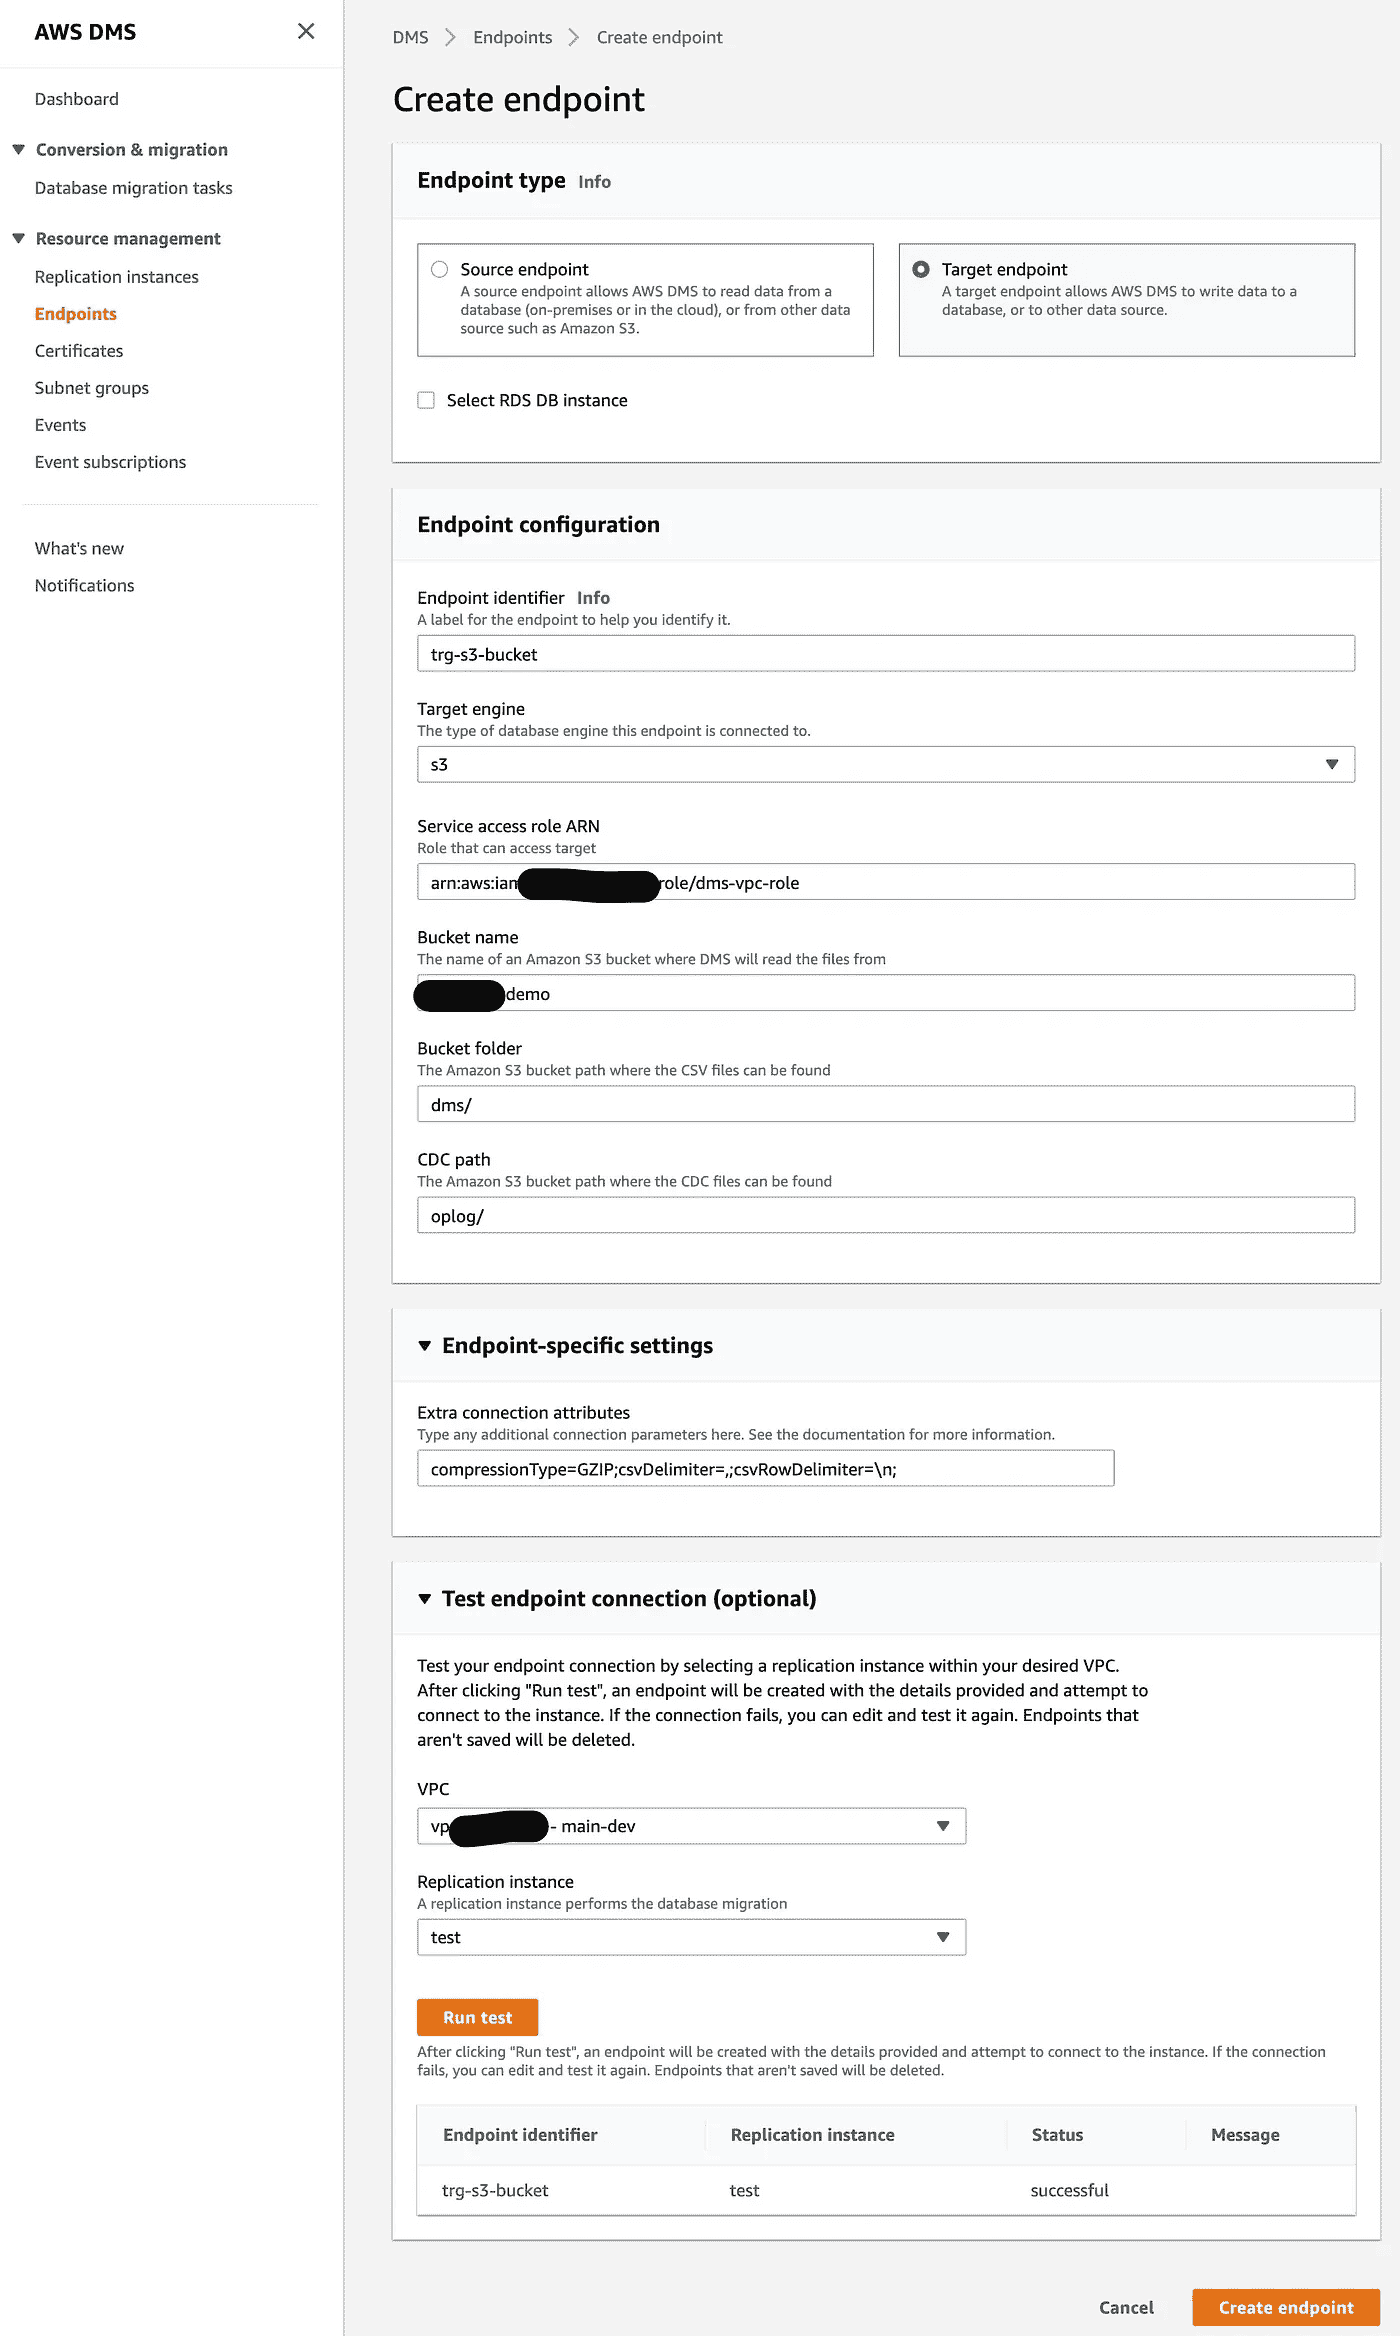 AWS DMS
Dashboard
Conversion & migration
Database migration tasks
Resource management
Replication instances
Endpoints
Certificates
Subnet groups
Events
Event subscriptions
What's new
Notifications
DMS
Endpoints
Create endpoint
Create endpoint
Endpoint type Info
Source endpoint
A source endpoint allows AWS DMS to read data from a
database (on-premises or in the cloud), or from other data
source such as Amazon S3.
Target endpoint
A target endpoint allows AWS DMS to write data to a
database, or to other data source.
Select RDS DB instance
Endpoint configuration
Endpoint identifier Info
A label for the endpoint to help you identify it.
trg-s3-bucket
Target engine
The type of database engine this endpoint is connected to.
s3
Service access role ARN
Role that can access target
arn:aws:iam role/dms-vpc-role
Bucket name
The name of an Amazon S3 bucket where DMS will read the files from
demo
Bucket folder
The Amazon S3 bucket path where the CSV files can be found
dms/
CDC path
The Amazon S3 bucket path where the CDC files can be found
oplog/
Endpoint-specific settings
Extra connection attributes
Type any additional connection parameters here. See the documentation for more information.
compressionType=GZIP;csvDelimiter=,;csvRowDelimiter=\n;
Test endpoint connection (optional)
Test your endpoint connection by selecting a replication instance within your desired VPC.
After clicking "Run test", an endpoint will be created with the details provided and attempt to
connect to the instance. If the connection fails, you can edit and test it again. Endpoints that
aren't saved will be deleted.
VPC
vp - main-dev
Replication instance
A replication instance performs the database migration
test
Run test
After clicking "Run test", an endpoint will be created with the details provided and attempt to connect to the instance. If the connection
fails, you can edit and test it again. Endpoints that aren't saved will be deleted.
Endpoint identifier Replication instance Status Message
trg-s3-bucket test successful
Cancel
Create endpoint